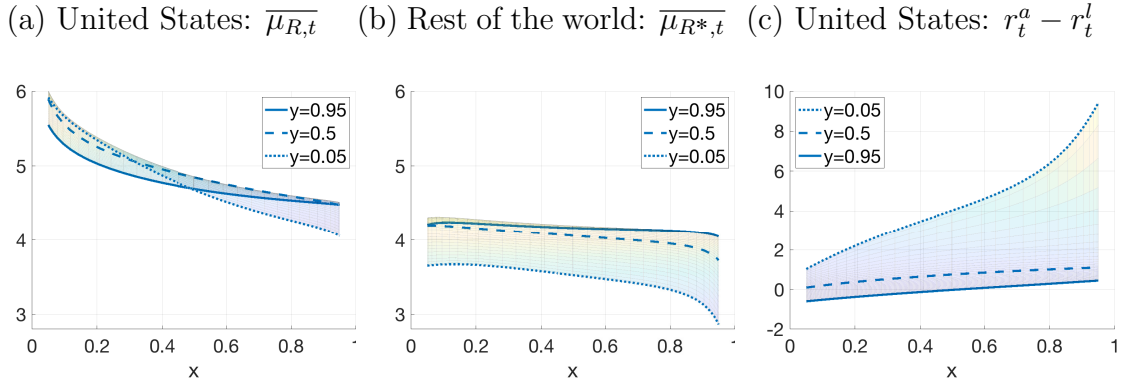 (a) United States: $\overline{\mu_{R,t}}$
(b) Rest of the world: $\overline{\mu_{R*,t}}$
(c) United States: $r_t^a - r_t^l$
6
5
4
3
0
0.2
0.4
0.6
0.8
x
y=0.95
y=0.5
y=0.05
6
5
4
3
0
0.2
0.4
0.6
0.8
x
y=0.95
y=0.5
y=0.05
10
8
6
4
2
0
-2
0
0.2
0.4
0.6
0.8
1
x
y=0.05
y=0.5
y=0.95